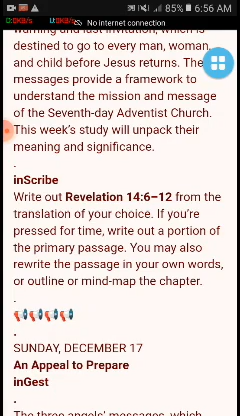 85% 6:56 AM
0:0KB/s U:0KB/s No internet connection
warning and last invitation, which is
destined to go to every man, woman,
and child before Jesus returns. The
messages provide a framework to
understand the mission and message
of the Seventh-day Adventist Church.
This week's study will unpack their
meaning and significance.
.
inScribe
Write out Revelation 14:6–12 from the
translation of your choice. If you're
pressed for time, write out a portion of
the primary passage. You may also
rewrite the passage in your own words,
or outline or mind-map the chapter.
.
.
SUNDAY, DECEMBER 17
An Appeal to Prepare
inGest
.
The three angels' messages, which